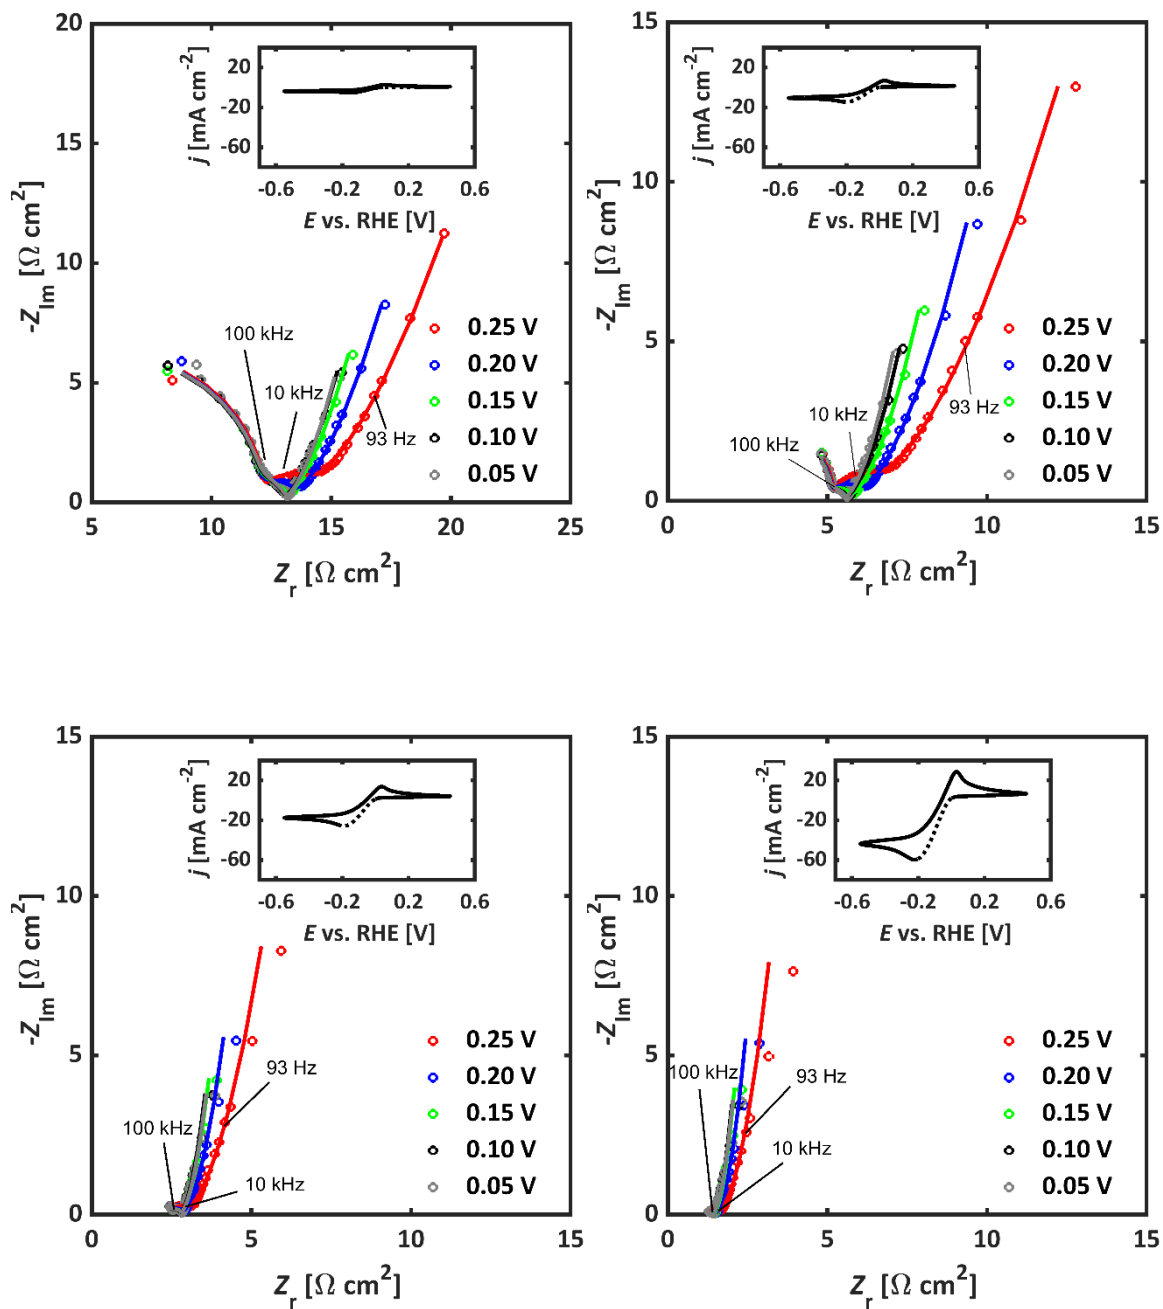 20
15
10
5
0
-Z_Im [Ω cm²]
20
-20
-60
j [mA cm⁻²]
-0.6 -0.2 0.2 0.6
E vs. RHE [V]
100 kHz
10 kHz
93 Hz
0.25 V
0.20 V
0.15 V
0.10 V
0.05 V
5 10 15 20 25
Z_r [Ω cm²]
15
10
5
0
-Z_Im [Ω cm²]
20
-20
-60
j [mA cm⁻²]
-0.6 -0.2 0.2 0.6
E vs. RHE [V]
100 kHz
10 kHz
93 Hz
0.25 V
0.20 V
0.15 V
0.10 V
0.05 V
0 5 10 15
Z_r [Ω cm²]
15
10
5
0
-Z_Im [Ω cm²]
20
-20
-60
j [mA cm⁻²]
-0.6 -0.2 0.2 0.6
E vs. RHE [V]
100 kHz
10 kHz
93 Hz
0.25 V
0.20 V
0.15 V
0.10 V
0.05 V
0 5 10 15
Z_r [Ω cm²]
15
10
5
0
-Z_Im [Ω cm²]
20
-20
-60
j [mA cm⁻²]
-0.6 -0.2 0.2 0.6
E vs. RHE [V]
100 kHz
93 Hz
10 kHz
0.25 V
0.20 V
0.15 V
0.10 V
0.05 V
0 5 10 15
Z_r [Ω cm²]